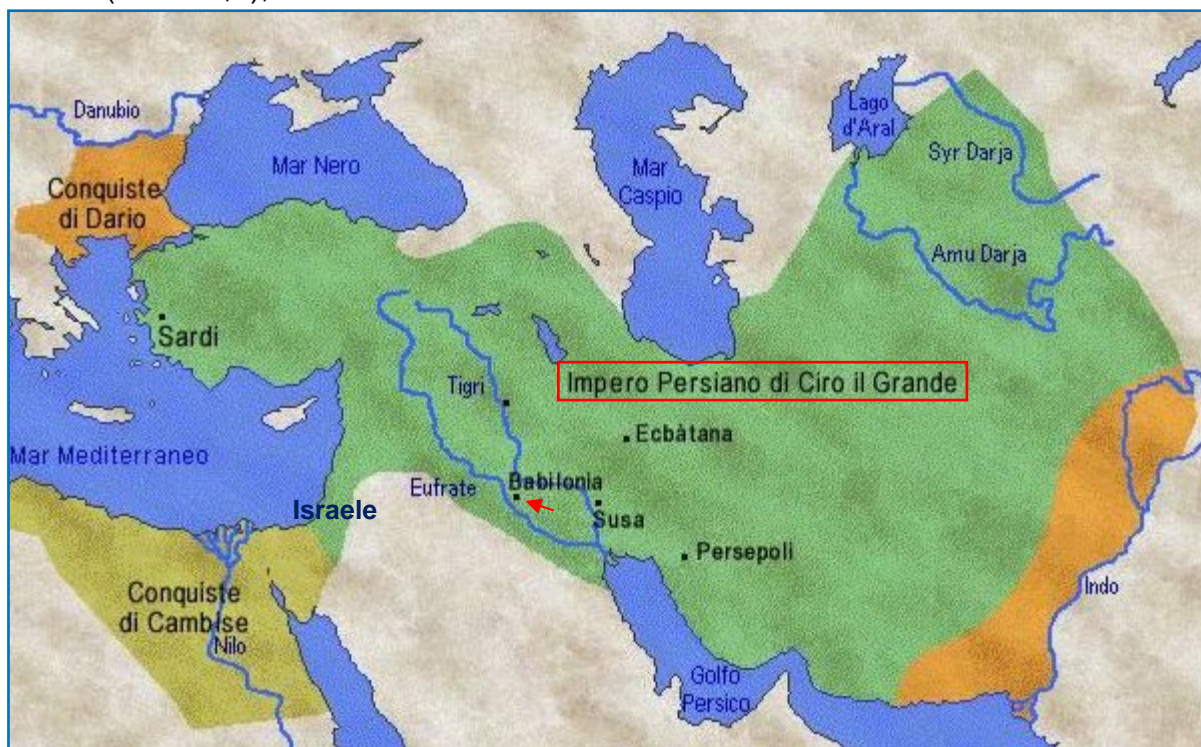 Danubio
Lago
d'Aral
Syr Darja
Mar Nero
Mar
Caspio
Conquiste
di Dario
Amu Darja
Sardi
Tigri
Impero Persiano di Ciro il Grande
Ecbàtana
Mar Mediterraneo
Eufrate
Babilonia
Israele
Susa
Persepoli
Conquiste
di Cambise
Nilo
Indo
Golfo
Persico